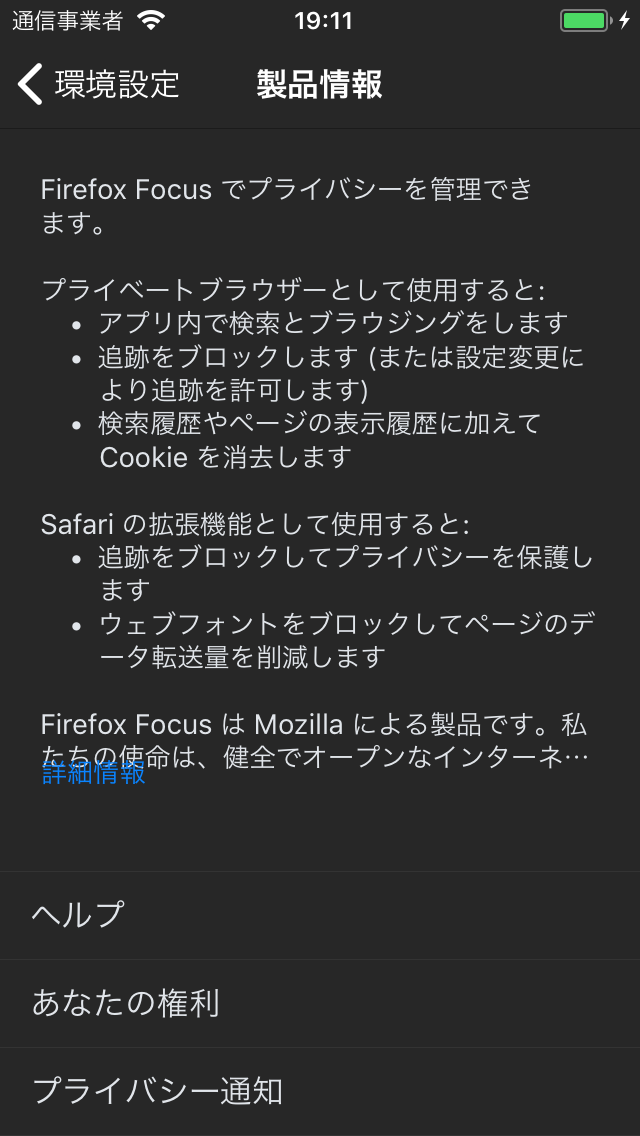 通信事業者 19:11
環境設定 製品情報
Firefox Focus でプライバシーを管理でき
ます。
プライベートブラウザーとして使用すると:
• アプリ内で検索とブラウジングをします
• 追跡をブロックします (または設定変更に
より追跡を許可します)
• 検索履歴やページの表示履歴に加えて
Cookie を消去します
Safari の拡張機能として使用すると:
• 追跡をブロックしてプライバシーを保護し
ます
• ウェブフォントをブロックしてページのデ
ータ転送量を削減します
Firefox Focus は Mozilla による製品です。私
たちの使命は、健全でオープンなインターネ…
詳細情報
ヘルプ
あなたの権利
プライバシー通知